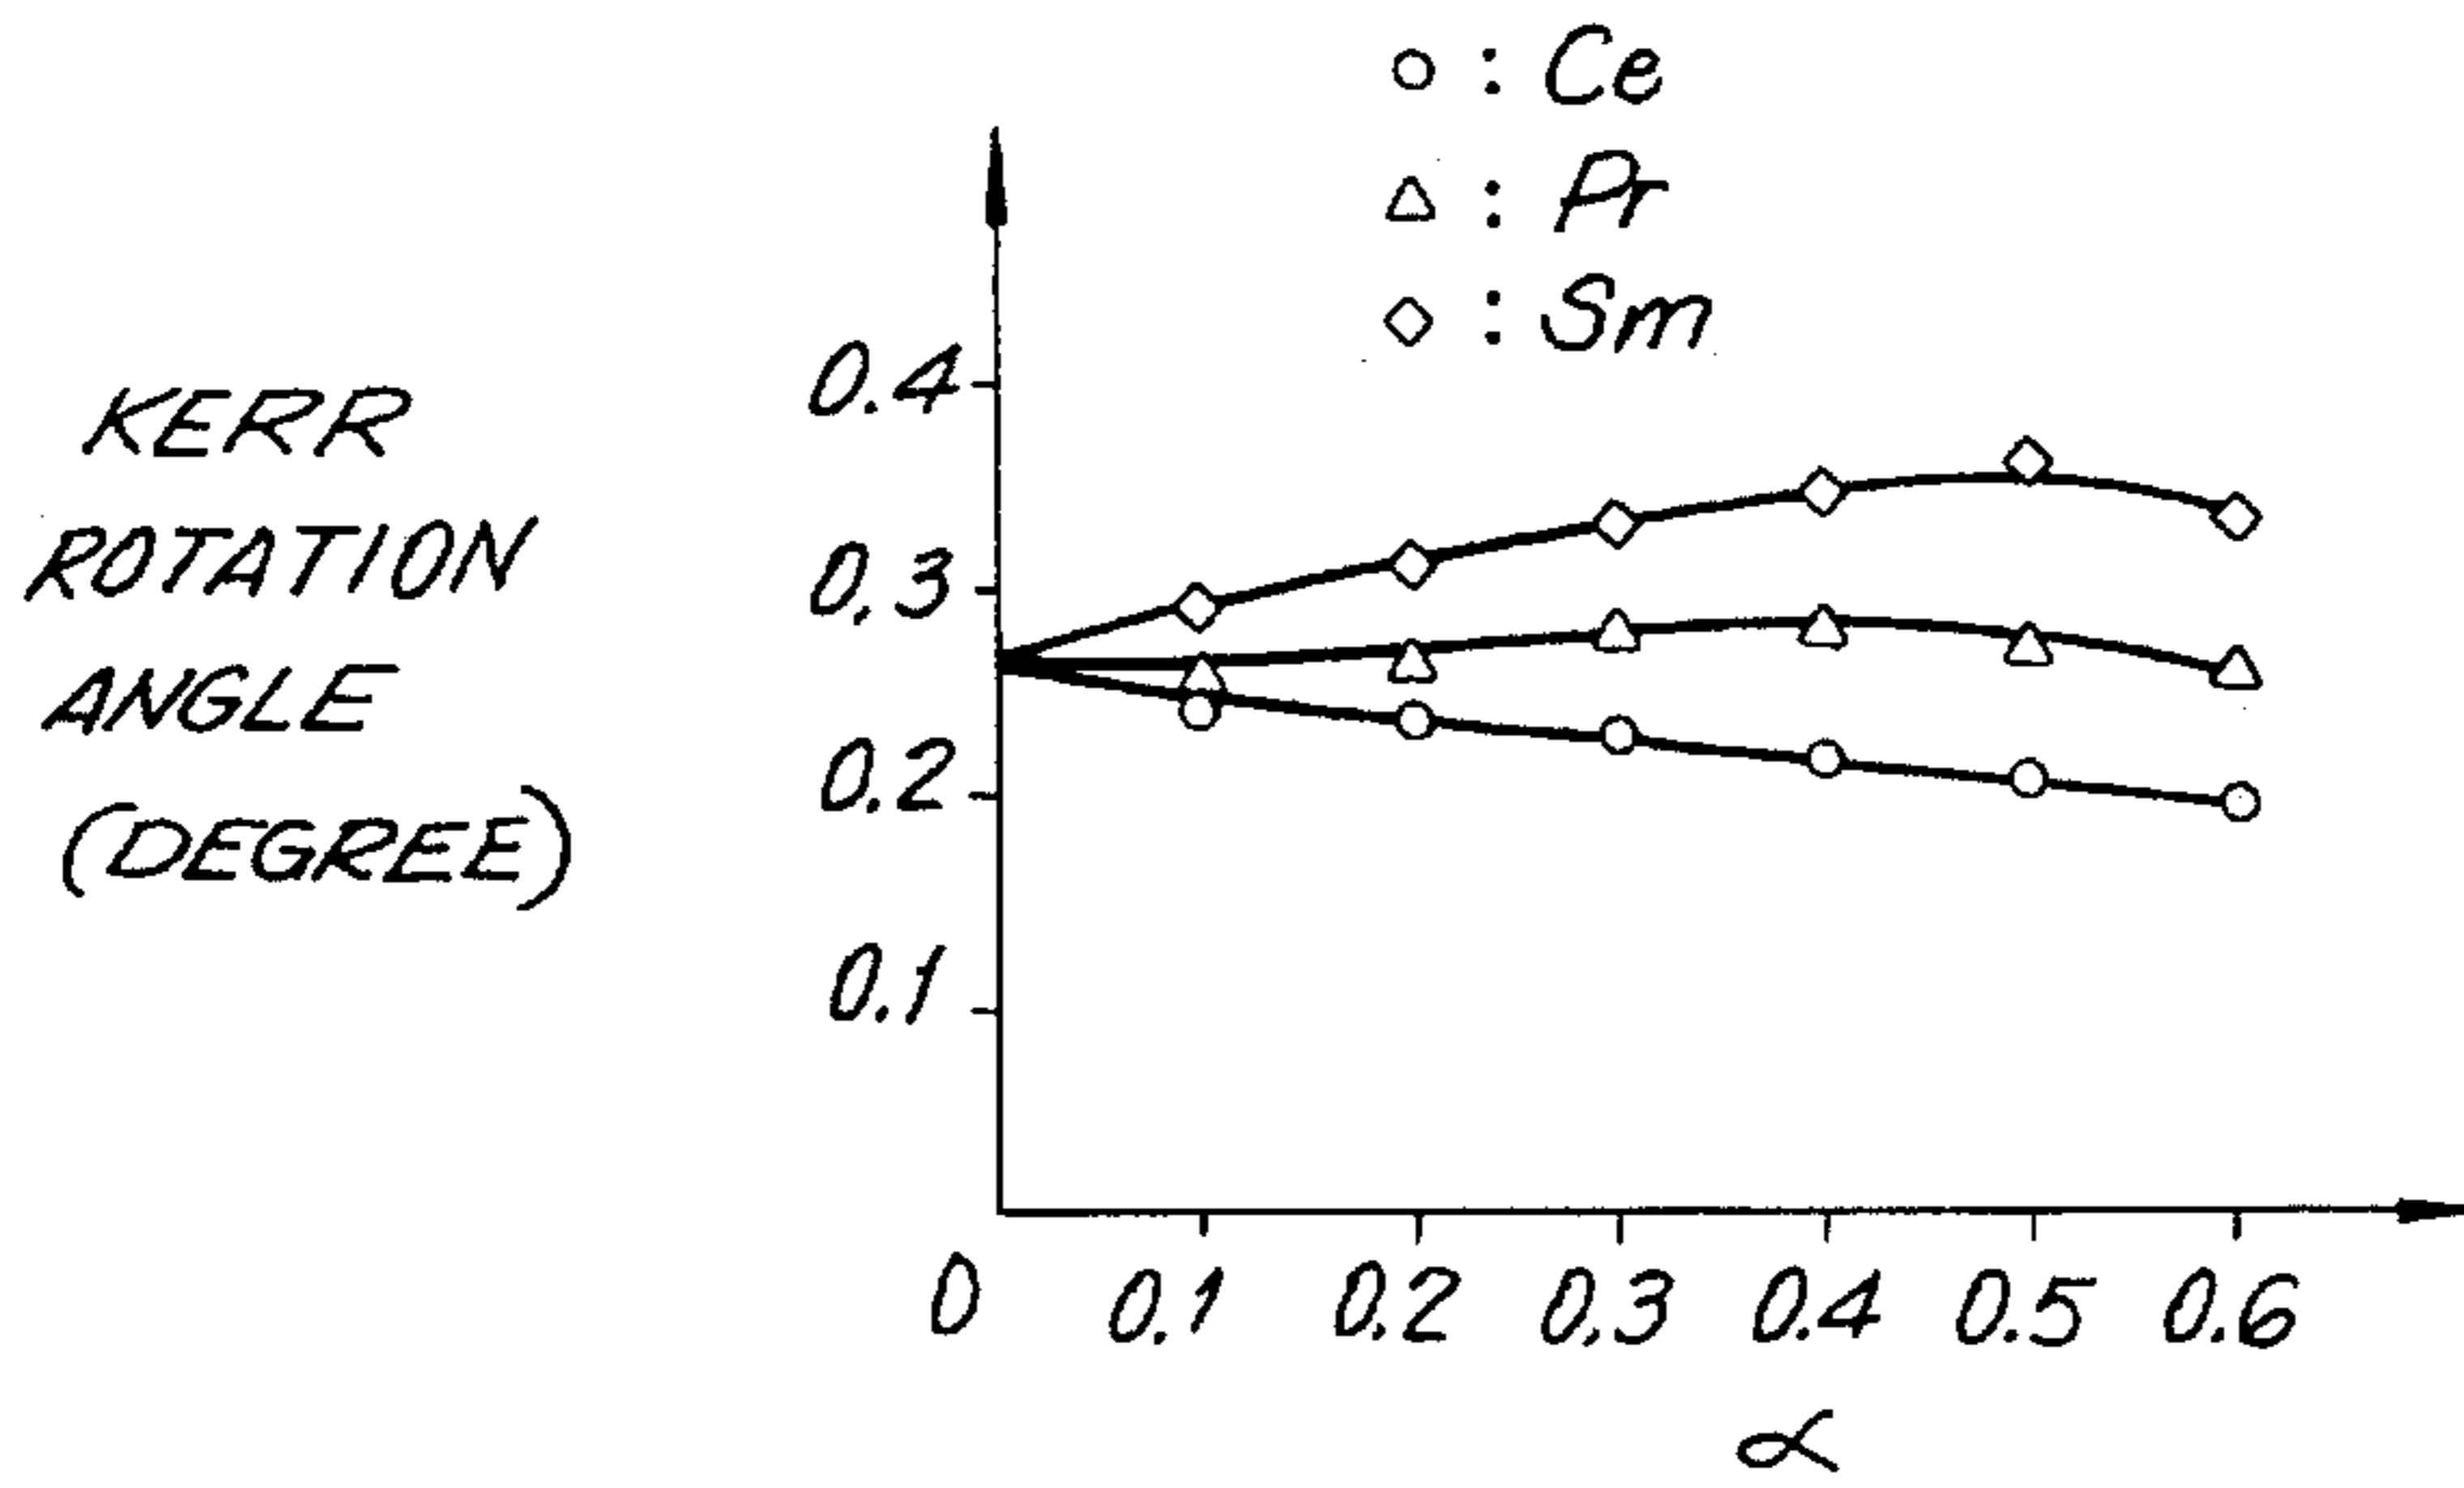 ○ : Ce
△ : Pr
◇ : Sm
KERR
ROTATION
ANGLE
(DEGREE)
0.4
0.3
0.2
0.1
0 0.1 0.2 0.3 0.4 0.5 0.6
α